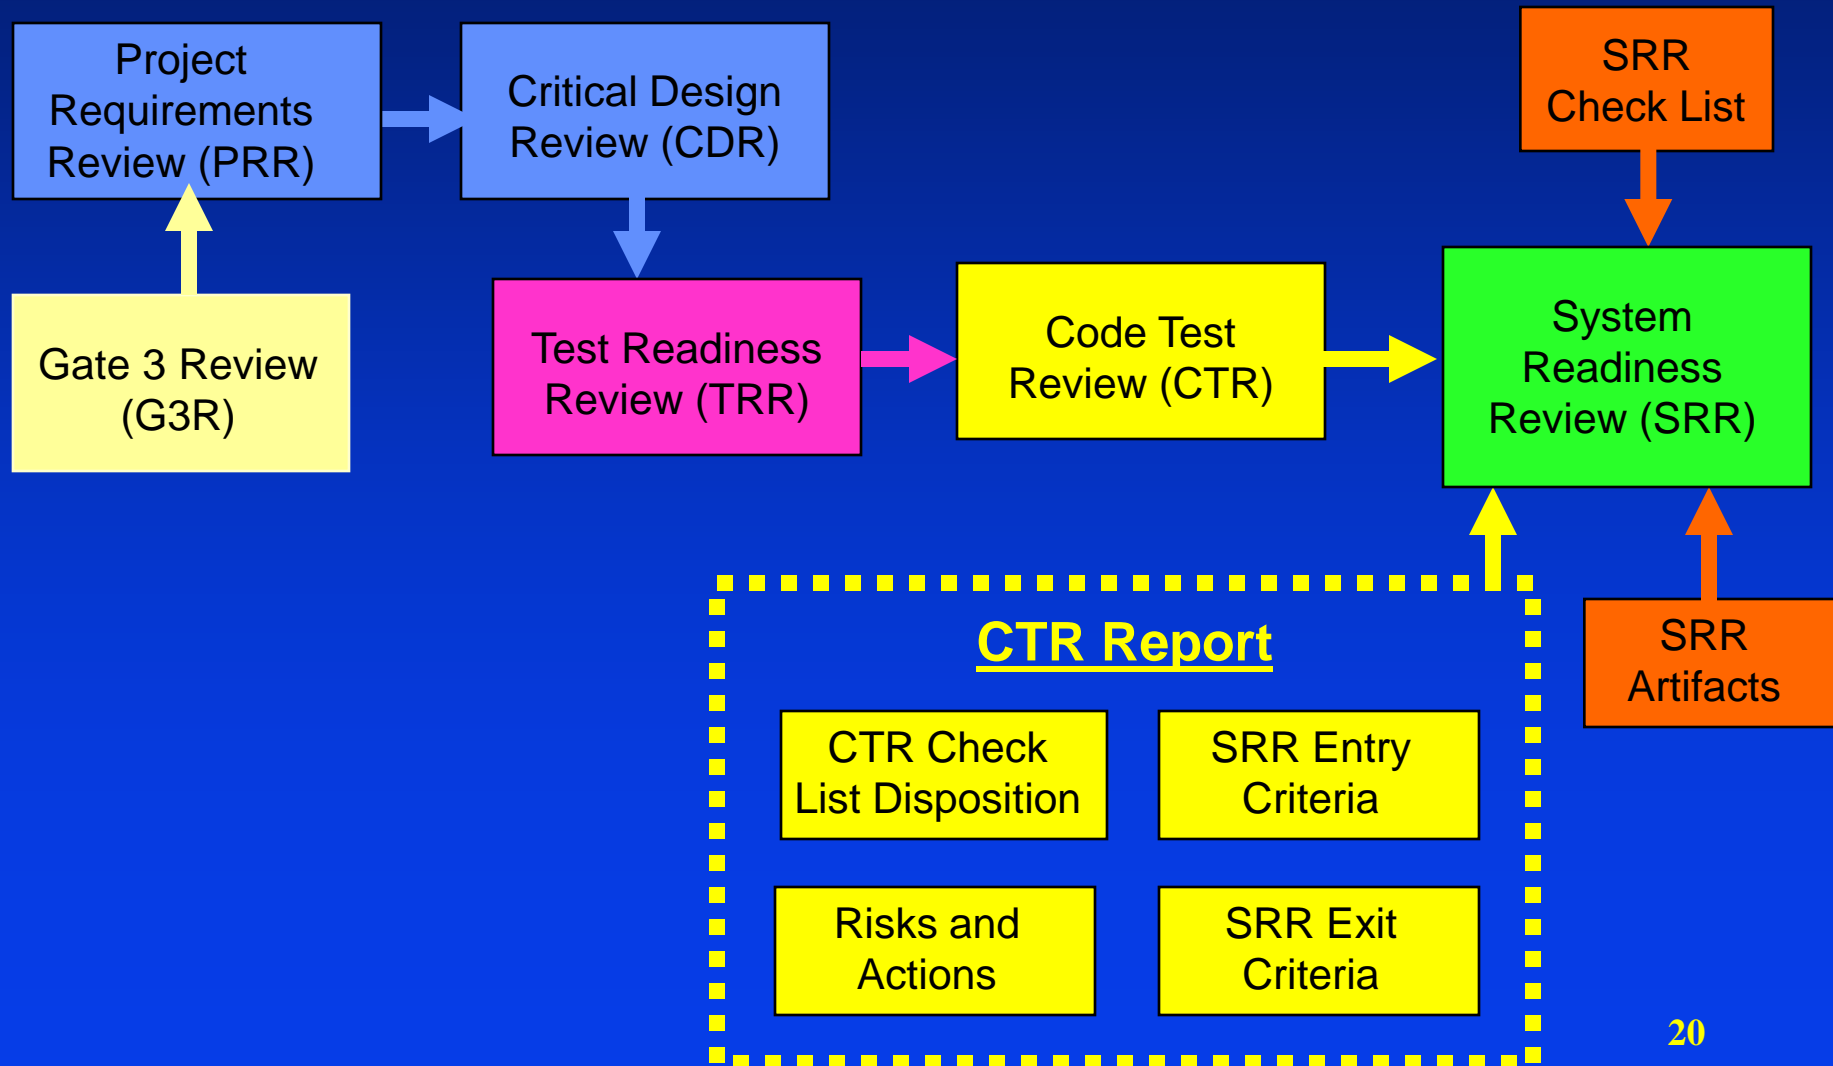 Project
Requirements
Review (PRR)
Critical Design
Review (CDR)
SRR
Check List
Gate 3 Review
(G3R)
Test Readiness
Review (TRR)
Code Test
Review (CTR)
System
Readiness
Review (SRR)
CTR Report
SRR
Artifacts
CTR Check
List Disposition
SRR Entry
Criteria
Risks and
Actions
SRR Exit
Criteria
20